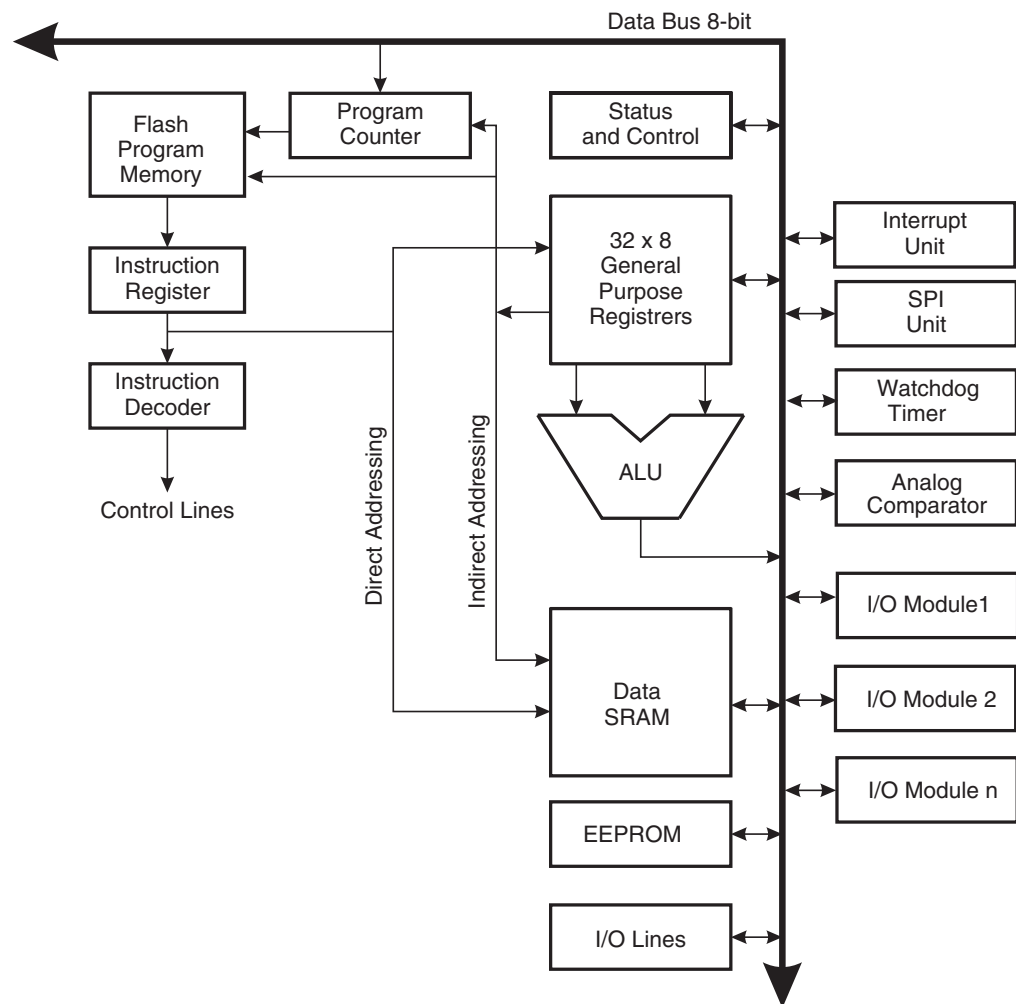 Data Bus 8-bit
Flash
Program
Memory
Program
Counter
Status
and Control
Interrupt
Unit
32 x 8
General
Purpose
Registrers
Instruction
Register
SPI
Unit
Instruction
Decoder
Watchdog
Timer
Direct Addressing
Indirect Addressing
ALU
Analog
Comparator
Control Lines
I/O Module1
Data
SRAM
I/O Module 2
I/O Module n
EEPROM
I/O Lines